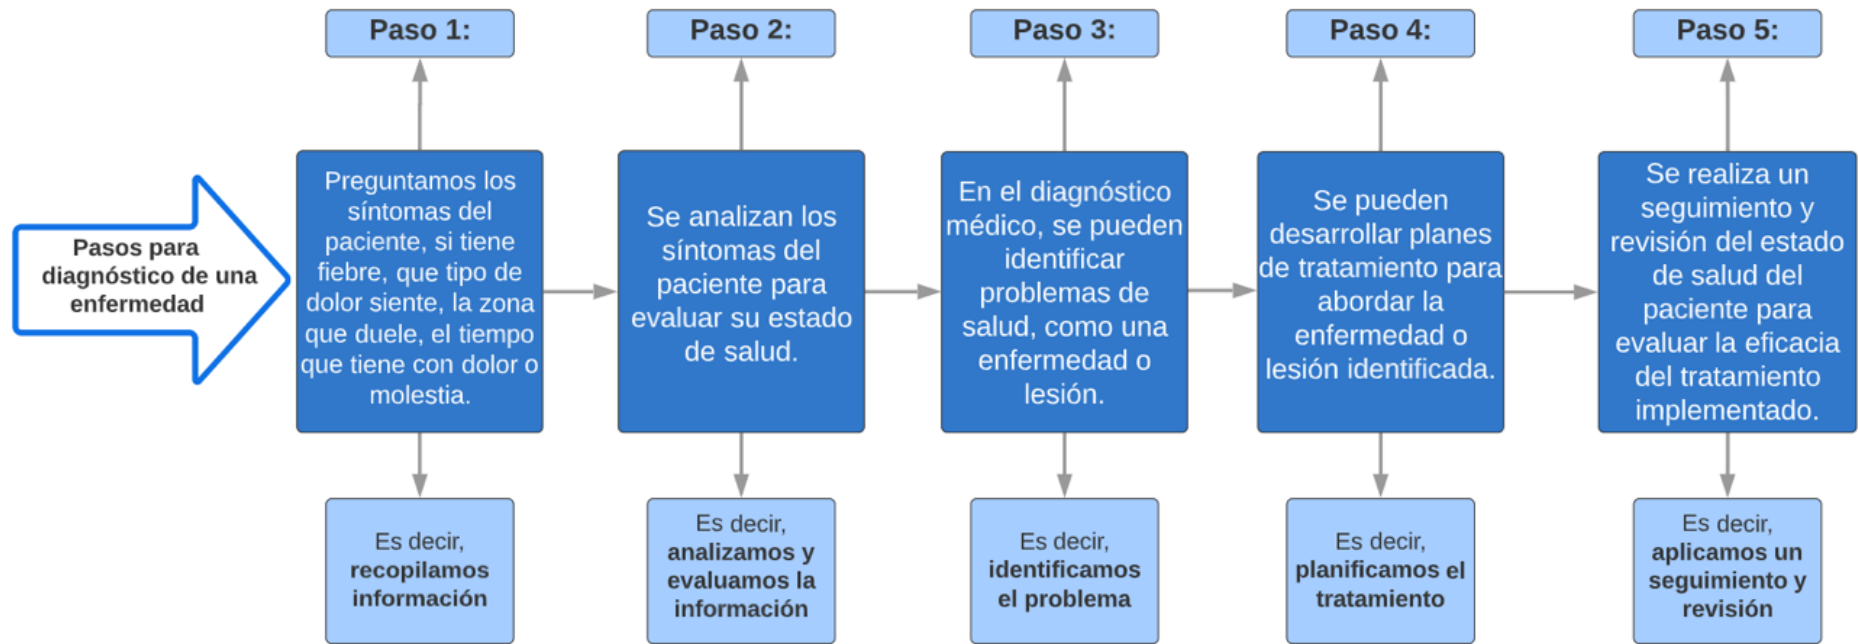 Paso 1:
Paso 2:
Paso 3:
Paso 4:
Paso 5:
Pasos para
diagnóstico de una
enfermedad
Preguntamos los
síntomas del
paciente, si tiene
fiebre, que tipo de
dolor siente, la zona
que duele, el tiempo
que tiene con dolor o
molestia.
Se analizan los
síntomas del
paciente para
evaluar su estado
de salud.
En el diagnóstico
médico, se pueden
identificar
problemas de
salud, como una
enfermedad o
lesión.
Se pueden
desarrollar planes
de tratamiento para
abordar la
enfermedad o
lesión identificada.
Se realiza un
seguimiento y
revisión del estado
de salud del
paciente para
evaluar la eficacia
del tratamiento
implementado.
Es decir,
recopilamos
información
Es decir,
analizamos y
evaluamos la
información
Es decir,
identificamos
el problema
Es decir,
planificamos el
tratamiento
Es decir,
aplicamos un
seguimiento y
revisión